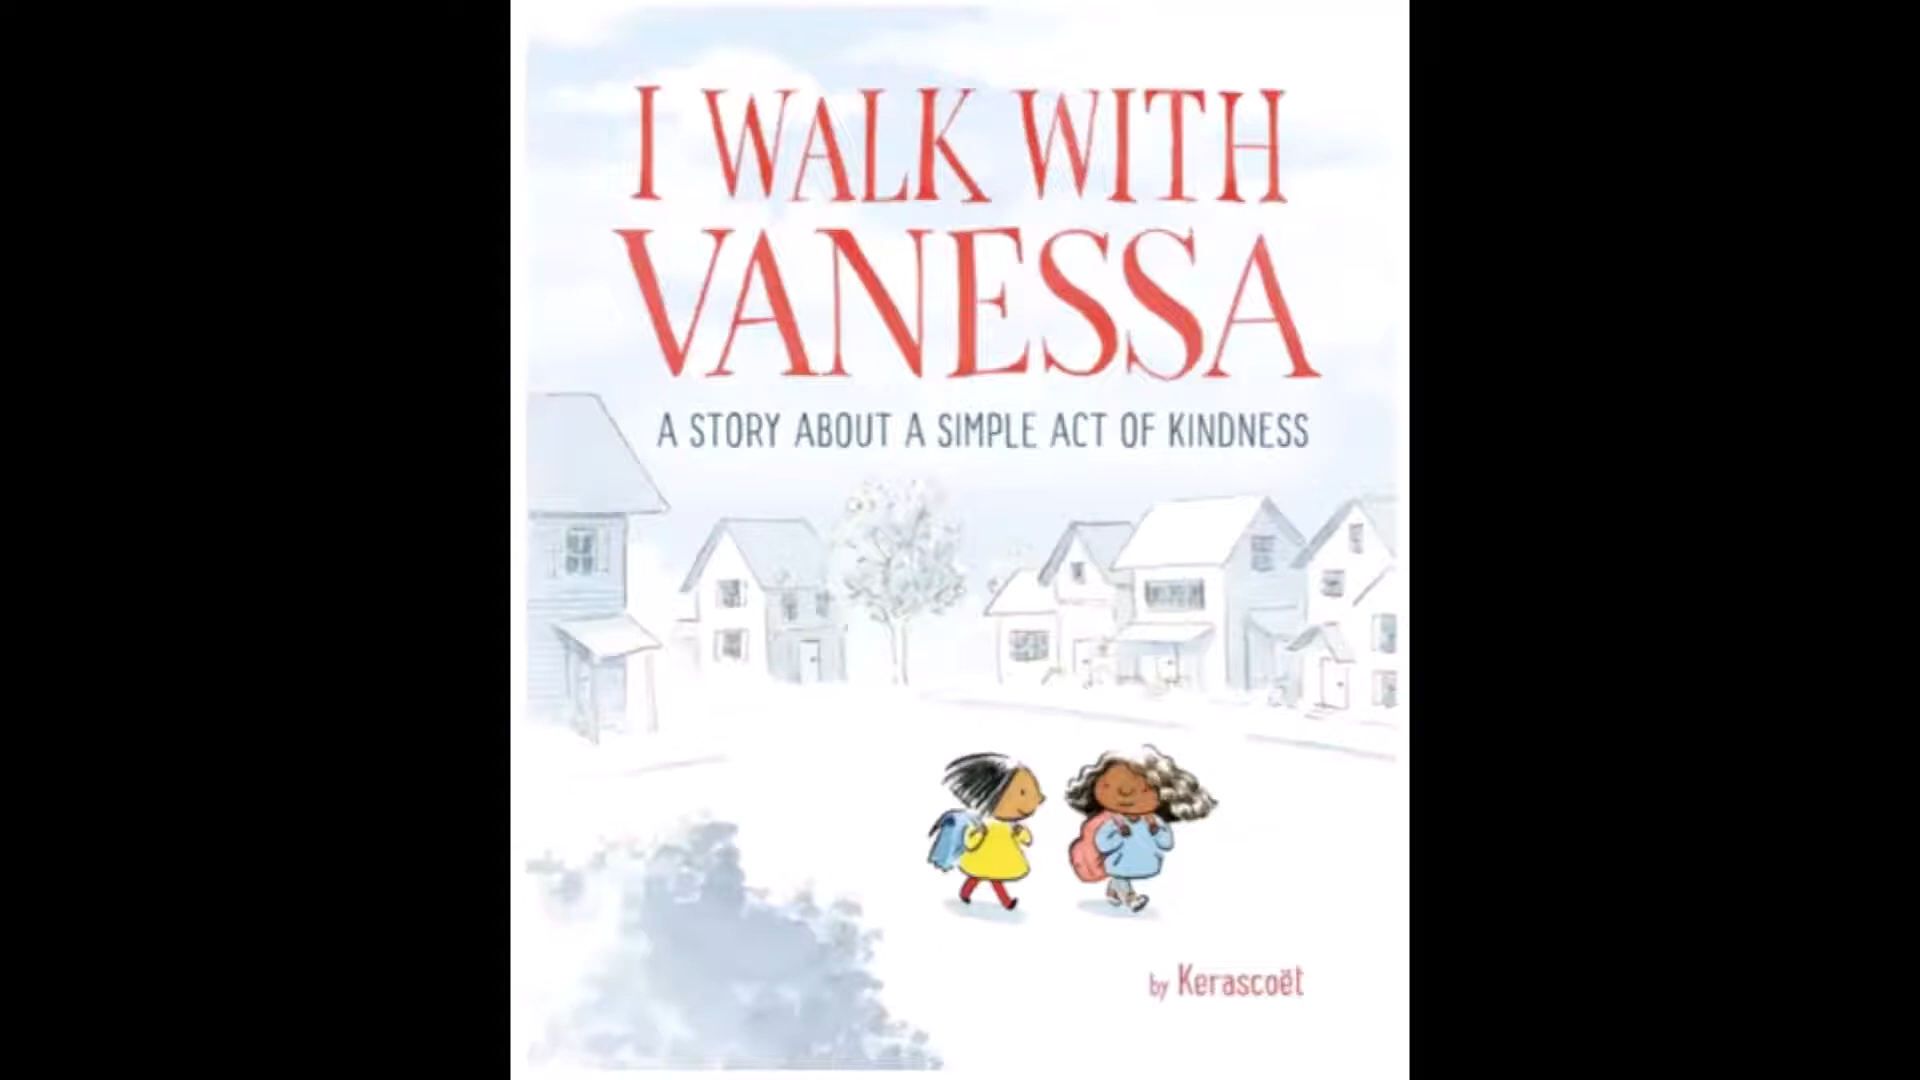 I WALK WITH
VANESSA
A STORY ABOUT A SIMPLE ACT OF KINDNESS
by Kerascoët